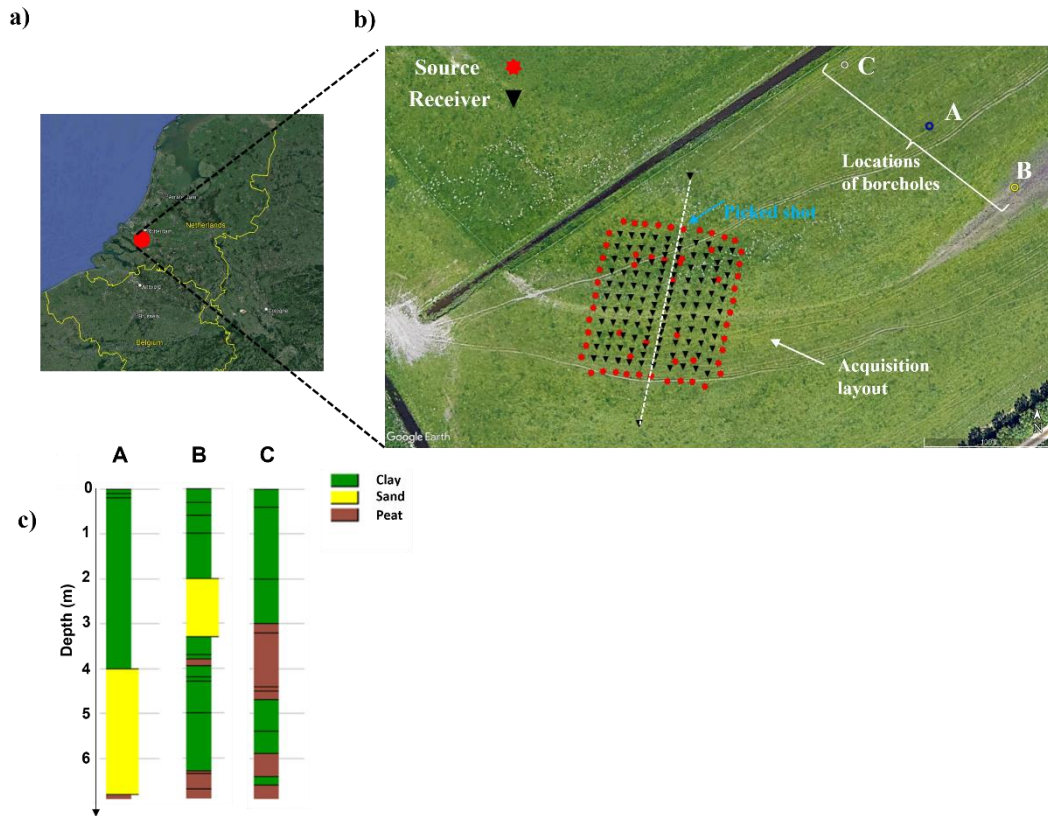 a)
b)
Source
Receiver
C
A
B
Locations
of boreholes
Picked shot
Acquisition
layout
Google Earth
N
Netherlands
Belgium
A B C
Clay
Sand
Peat
c)
Depth (m)
0
1
2
3
4
5
6